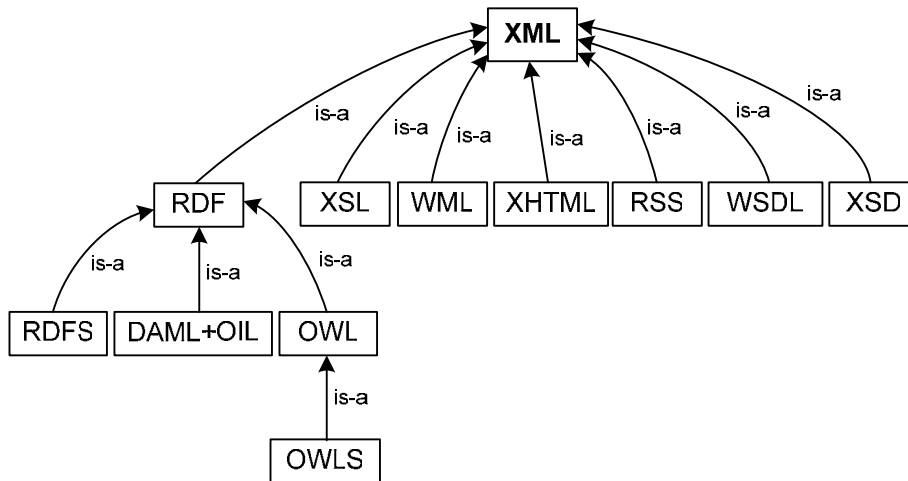 XML
is-a
is-a
is-a
is-a
is-a
is-a
is-a
RDF
XSL
WML
XHTML
RSS
WSDL
XSD
is-a
is-a
is-a
RDFS
DAML+OIL
OWL
is-a
OWLS